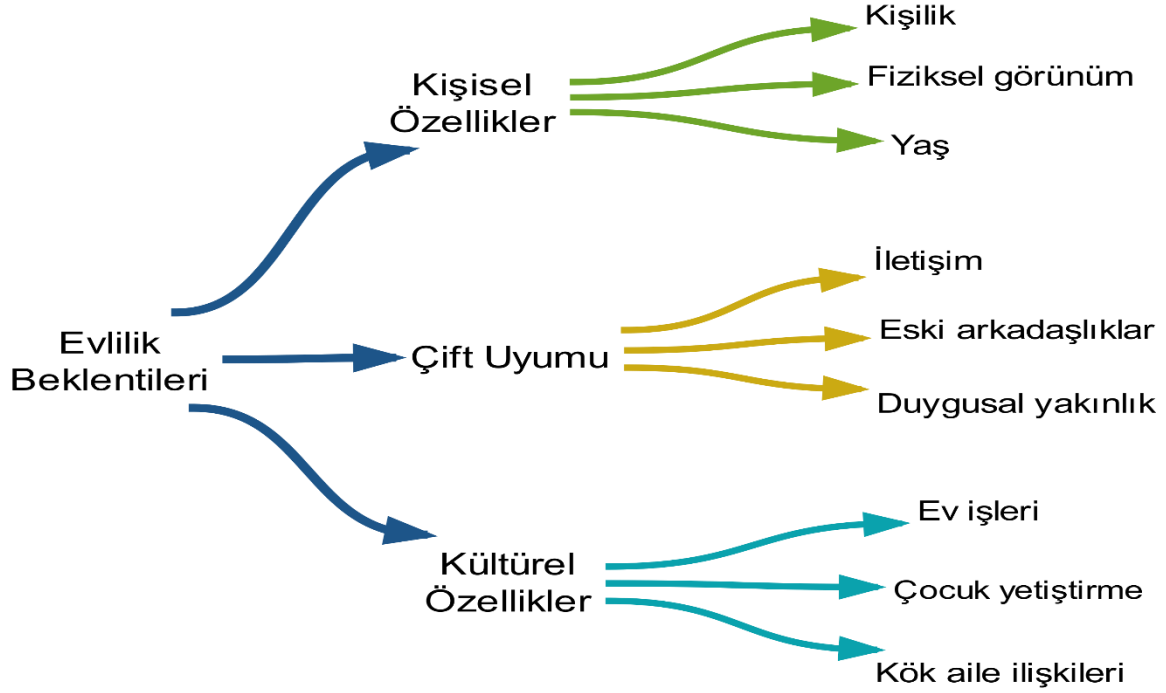 Evlilik
Beklentileri
Kişisel
Özellikler
Kişilik
Fiziksel görünüm
Yaş
Çift Uyumu
İletişim
Eski arkadaşlıklar
Duygusal yakınlık
Kültürel
Özellikler
Ev işleri
Çocuk yetiştirme
Kök aile ilişkileri